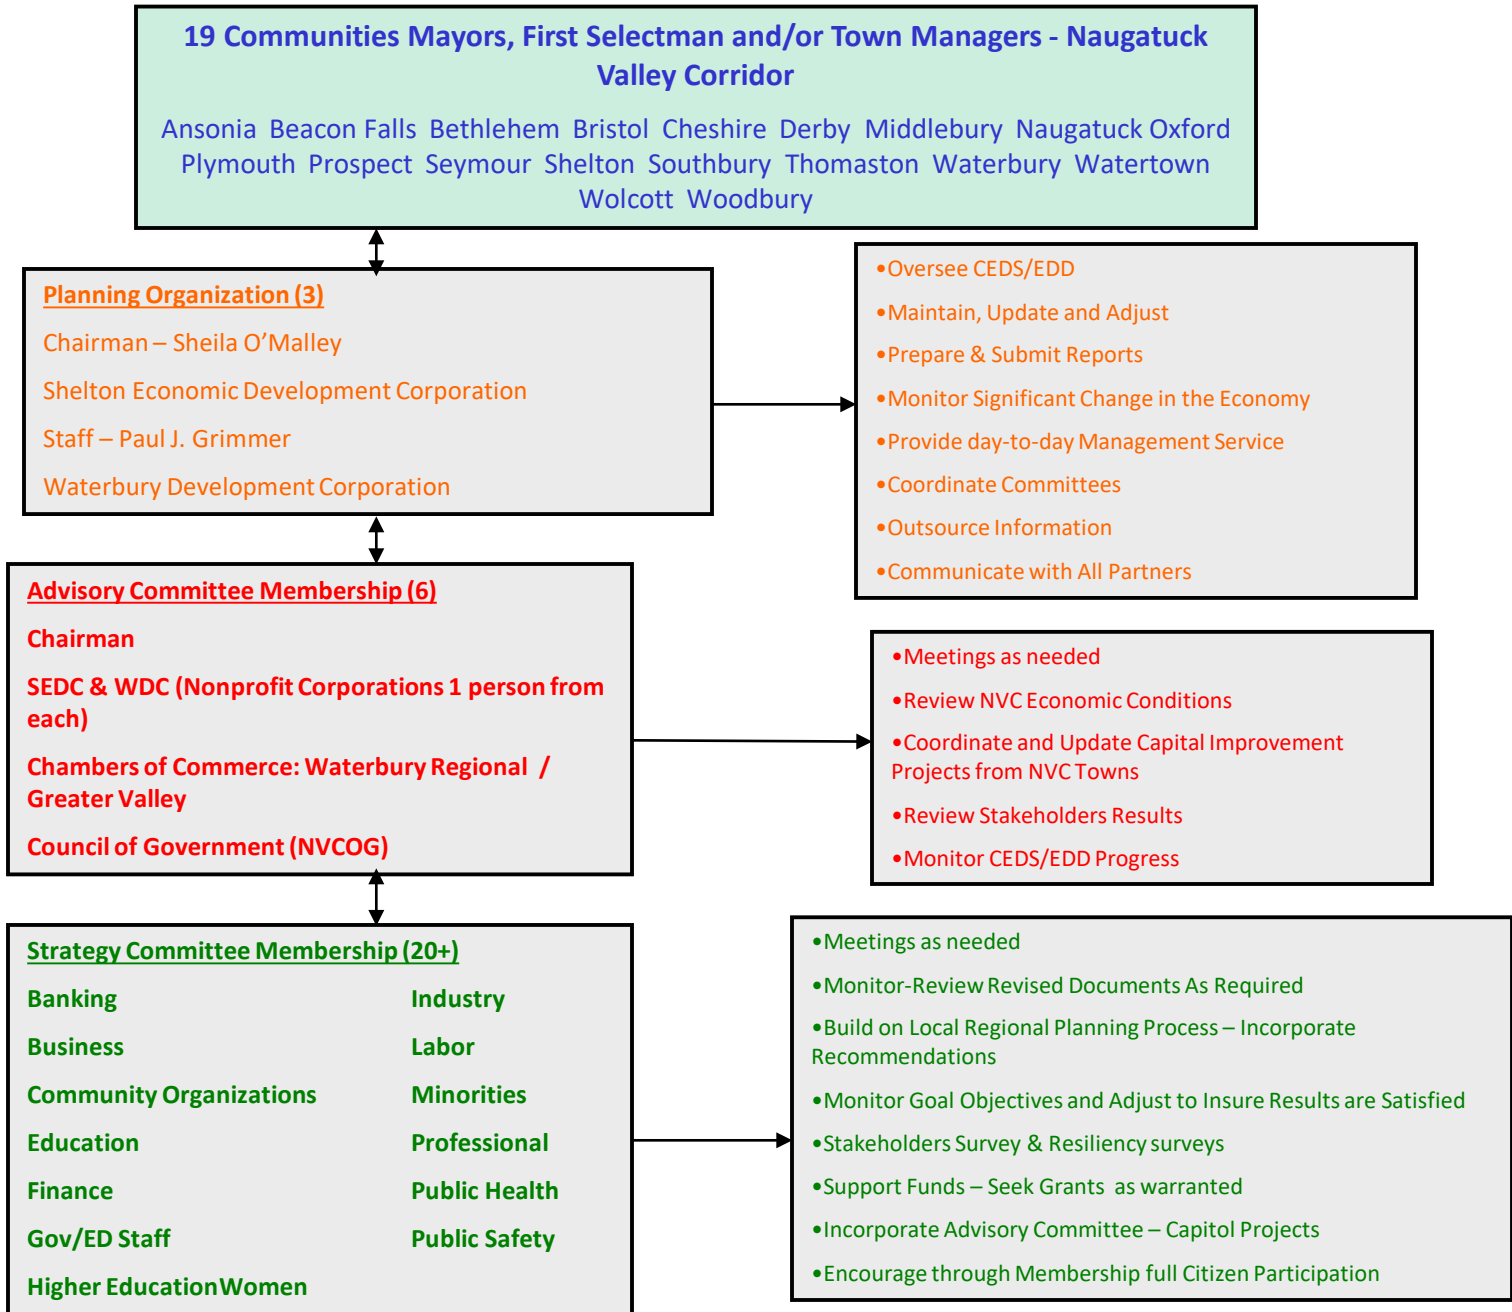 19 Communities Mayors, First Selectman and/or Town Managers - Naugatuck
Valley Corridor
Ansonia Beacon Falls Bethlehem Bristol Cheshire Derby Middlebury Naugatuck Oxford
Plymouth Prospect Seymour Shelton Southbury Thomaston Waterbury Watertown
Wolcott Woodbury
Planning Organization (3)
Chairman – Sheila O’Malley
Shelton Economic Development Corporation
Staff – Paul J. Grimmer
Waterbury Development Corporation
•Oversee CEDS/EDD
•Maintain, Update and Adjust
•Prepare & Submit Reports
•Monitor Significant Change in the Economy
•Provide day-to-day Management Service
•Coordinate Committees
•Outsource Information
•Communicate with All Partners
Advisory Committee Membership (6)
Chairman
SEDC & WDC (Nonprofit Corporations 1 person from
each)
Chambers of Commerce: Waterbury Regional /
Greater Valley
Council of Government (NVCOG)
•Meetings as needed
•Review NVC Economic Conditions
•Coordinate and Update Capital Improvement
Projects from NVC Towns
•Review Stakeholders Results
•Monitor CEDS/EDD Progress
Strategy Committee Membership (20+)
Banking Industry
Business Labor
Community Organizations Minorities
Education Professional
Finance Public Health
Gov/ED Staff Public Safety
Higher EducationWomen
•Meetings as needed
•Monitor-Review Revised Documents As Required
•Build on Local Regional Planning Process – Incorporate
Recommendations
•Monitor Goal Objectives and Adjust to Insure Results are Satisfied
•Stakeholders Survey & Resiliency surveys
•Support Funds – Seek Grants as warranted
•Incorporate Advisory Committee – Capitol Projects
•Encourage through Membership full Citizen Participation